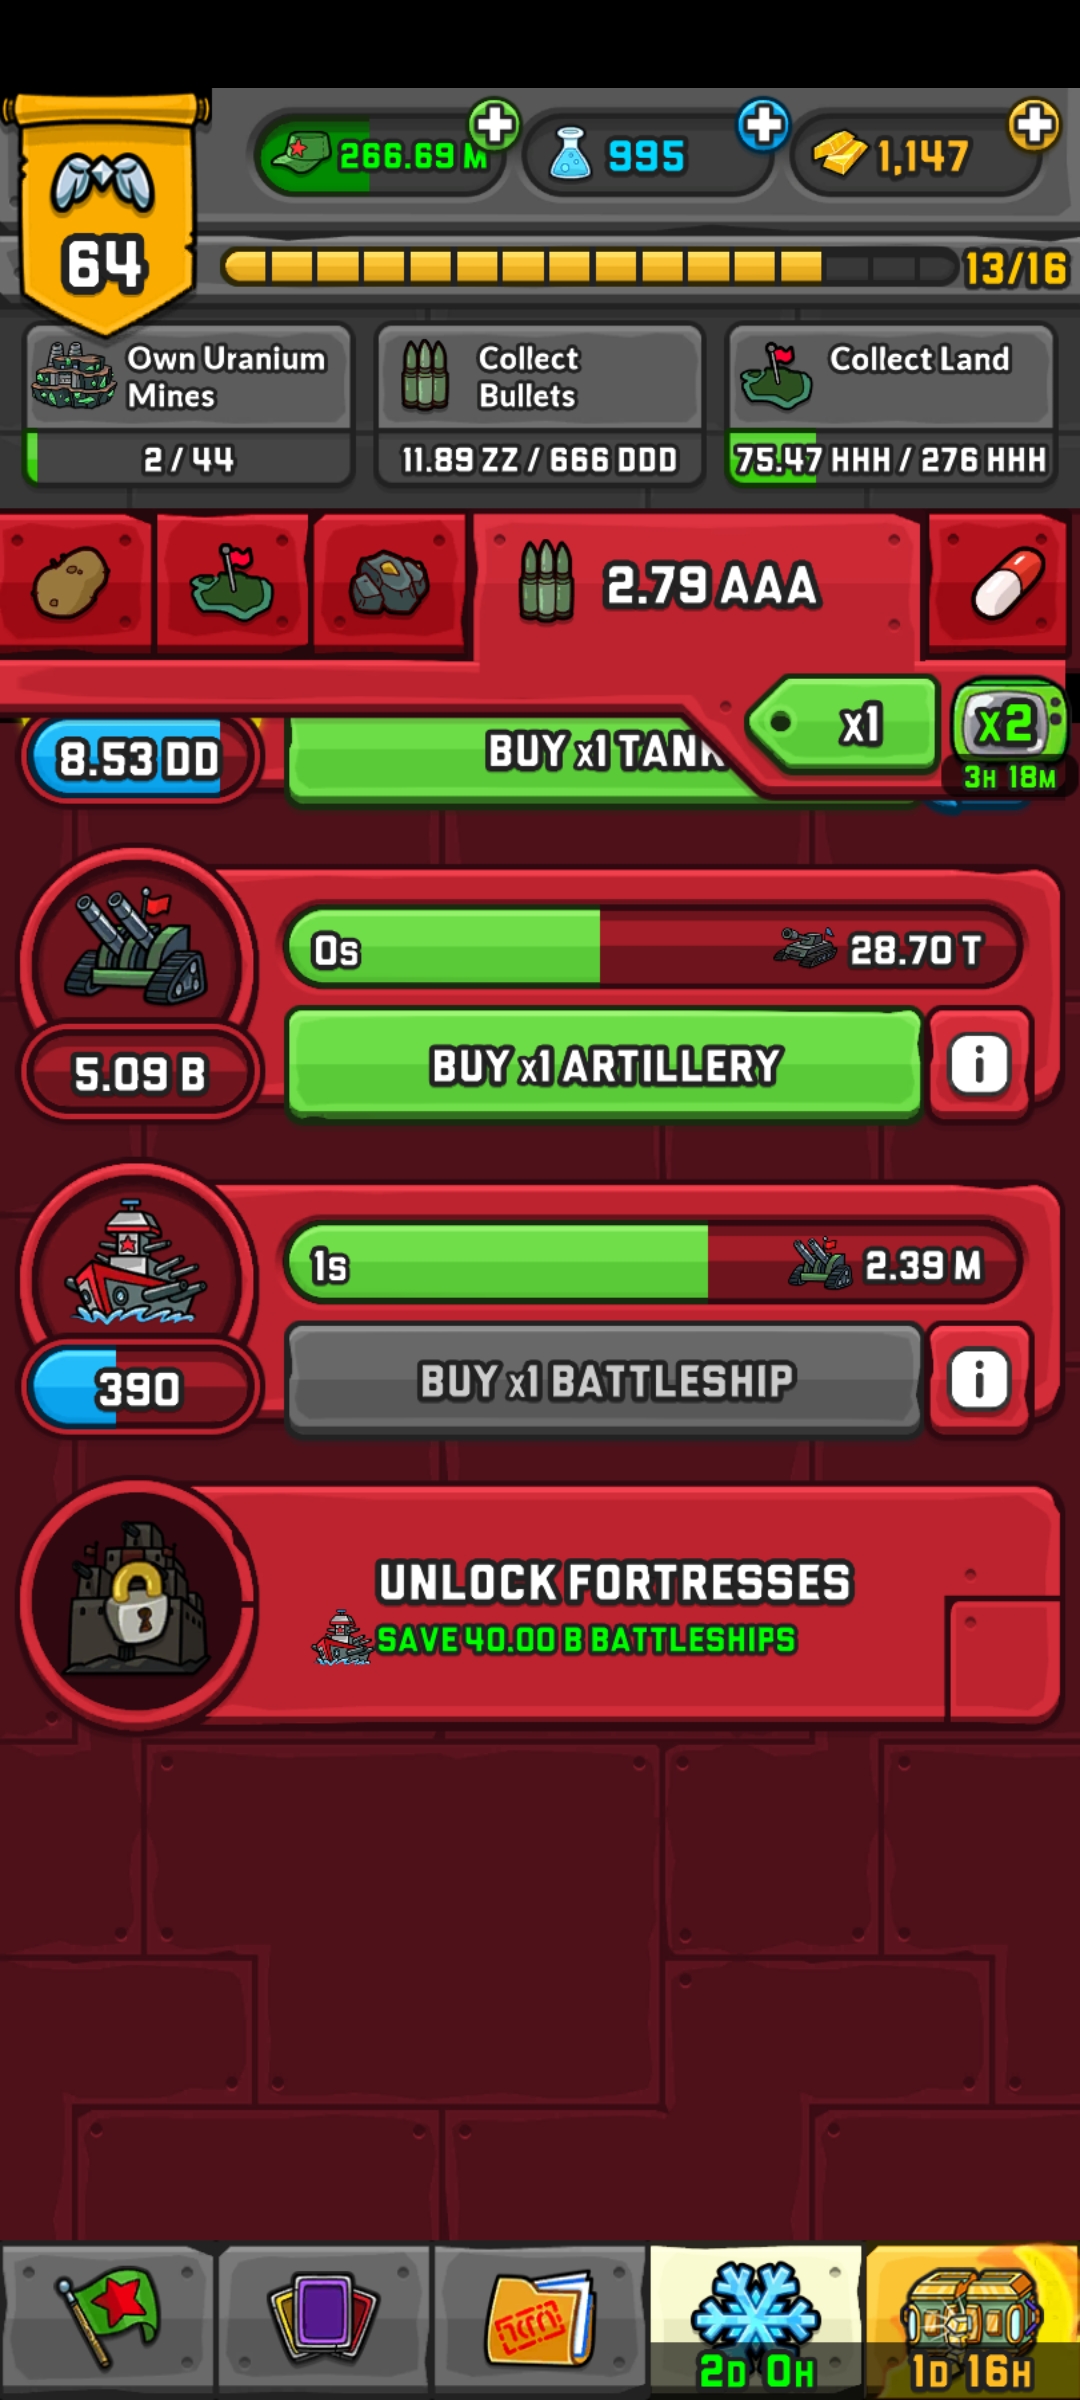 266.69 M
995
1,147
64
13/16
Own Uranium
Mines
2 / 44
Collect
Bullets
11.89 ZZ / 666 DDD
Collect Land
75.47 HHH / 276 HHH
2.79 AAA
x1
x2
3H 18M
8.53 DD
BUY x1 TANK
0s
28.70 T
5.09 B
BUY x1 ARTILLERY
i
1s
2.39 M
390
BUY x1 BATTLESHIP
i
UNLOCK FORTRESSES
SAVE 40.00 B BATTLESHIPS
2D 0H
1D 16H